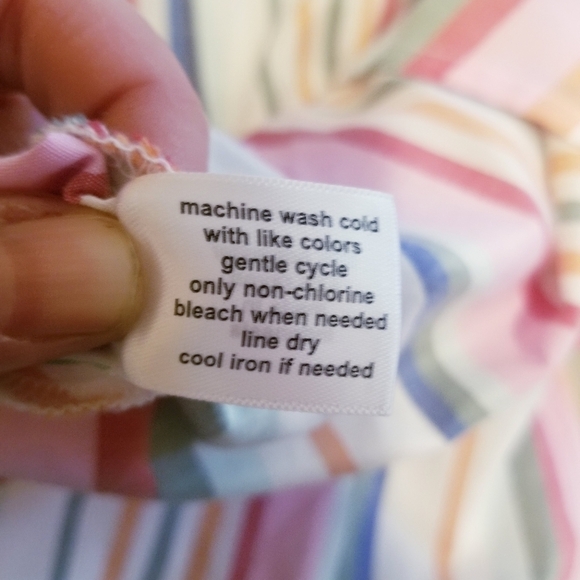 machine wash cold
with like colors
gentle cycle
only non-chlorine
bleach when needed
line dry
cool iron if needed